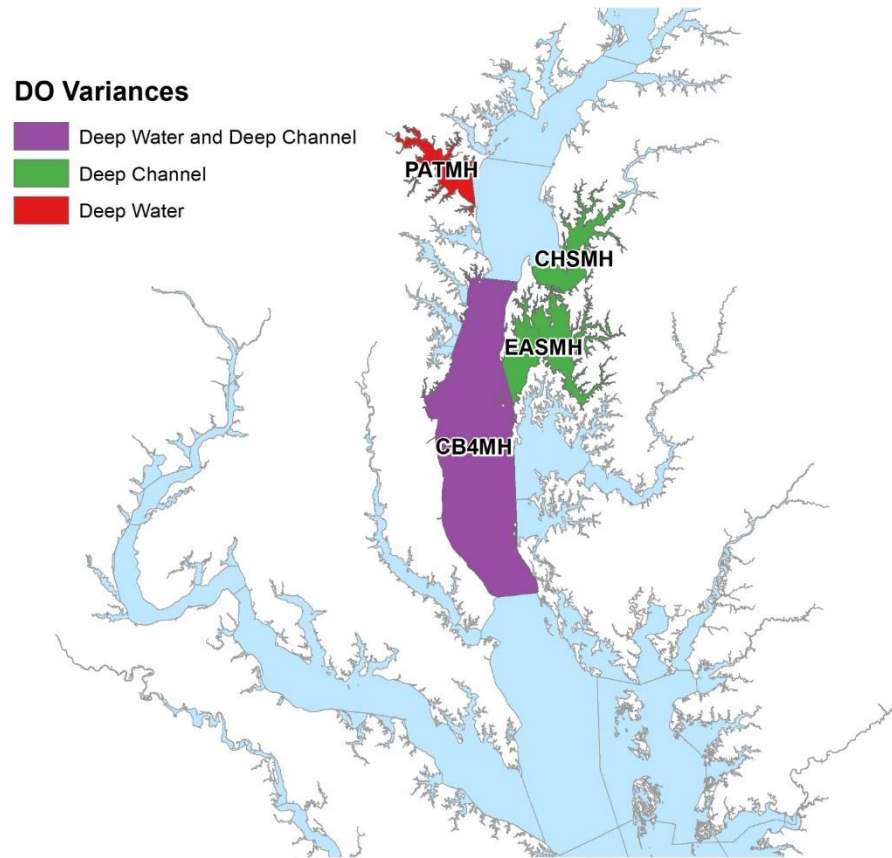 DO Variances
Deep Water and Deep Channel
Deep Channel
Deep Water
PATMH
CHSMH
EASMH
CB4MH